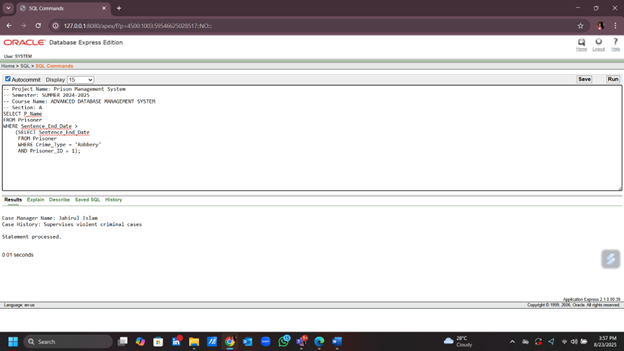 SQL Commands
127.0.0.1:8080/apex/f?p=4500:1003:59546625028517::NO:::
ORACLE Database Express Edition
Home Logout Help
User: SYSTEM
Home > SQL > SQL Commands
Autocommit Display 15
Save Run
-- Project Name: Prison Management System
-- Semester: SUMMER 2024-2025
-- Course Name: ADVANCED DATABASE MANAGEMENT SYSTEM
-- Section: A
SELECT P_Name
FROM Prisoner
WHERE Sentence_End_Date >
(SELECT Sentence_End_Date
FROM Prisoner
WHERE Crime_Type = 'Robbery'
AND Prisoner_ID = 1);
Results Explain Describe Saved SQL History
Case Manager Name: Jahirul Islam
Case History: Supervises violent criminal cases
Statement processed.
0.01 seconds
Application Express 2.1.0.00.39
Language: en-us
Copyright © 1999, 2006, Oracle. All rights reserved.
Search
28°C
Cloudy
3:57 PM
8/23/2025